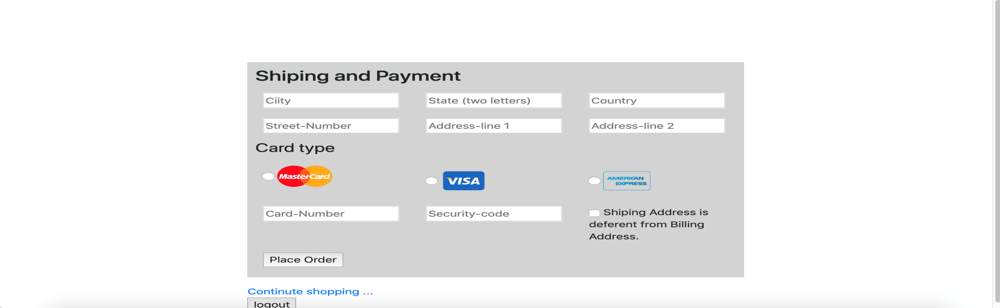 Shiping and Payment
Ciity State (two letters) Country
Street-Number Address-line 1 Address-line 2
Card type
MasterCard VISA AMERICAN EXPRESS
Card-Number Security-code Shiping Address is
deferent from Billing
Address.
Place Order
Continute shopping ...
logout